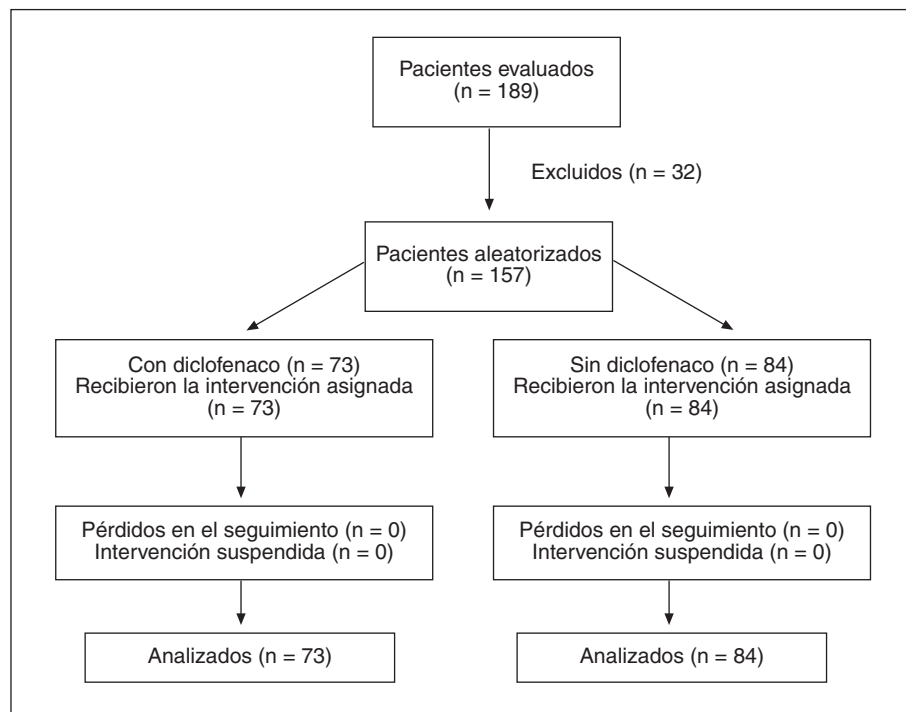 Pacientes evaluados
(n = 189)
Excluidos (n = 32)
Pacientes aleatorizados
(n = 157)
Con diclofenaco (n = 73)
Recibieron la intervención asignada
(n = 73)
Sin diclofenaco (n = 84)
Recibieron la intervención asignada
(n = 84)
Pérdidos en el seguimiento (n = 0)
Intervención suspendida (n = 0)
Pérdidos en el seguimiento (n = 0)
Intervención suspendida (n = 0)
Analizados (n = 73)
Analizados (n = 84)